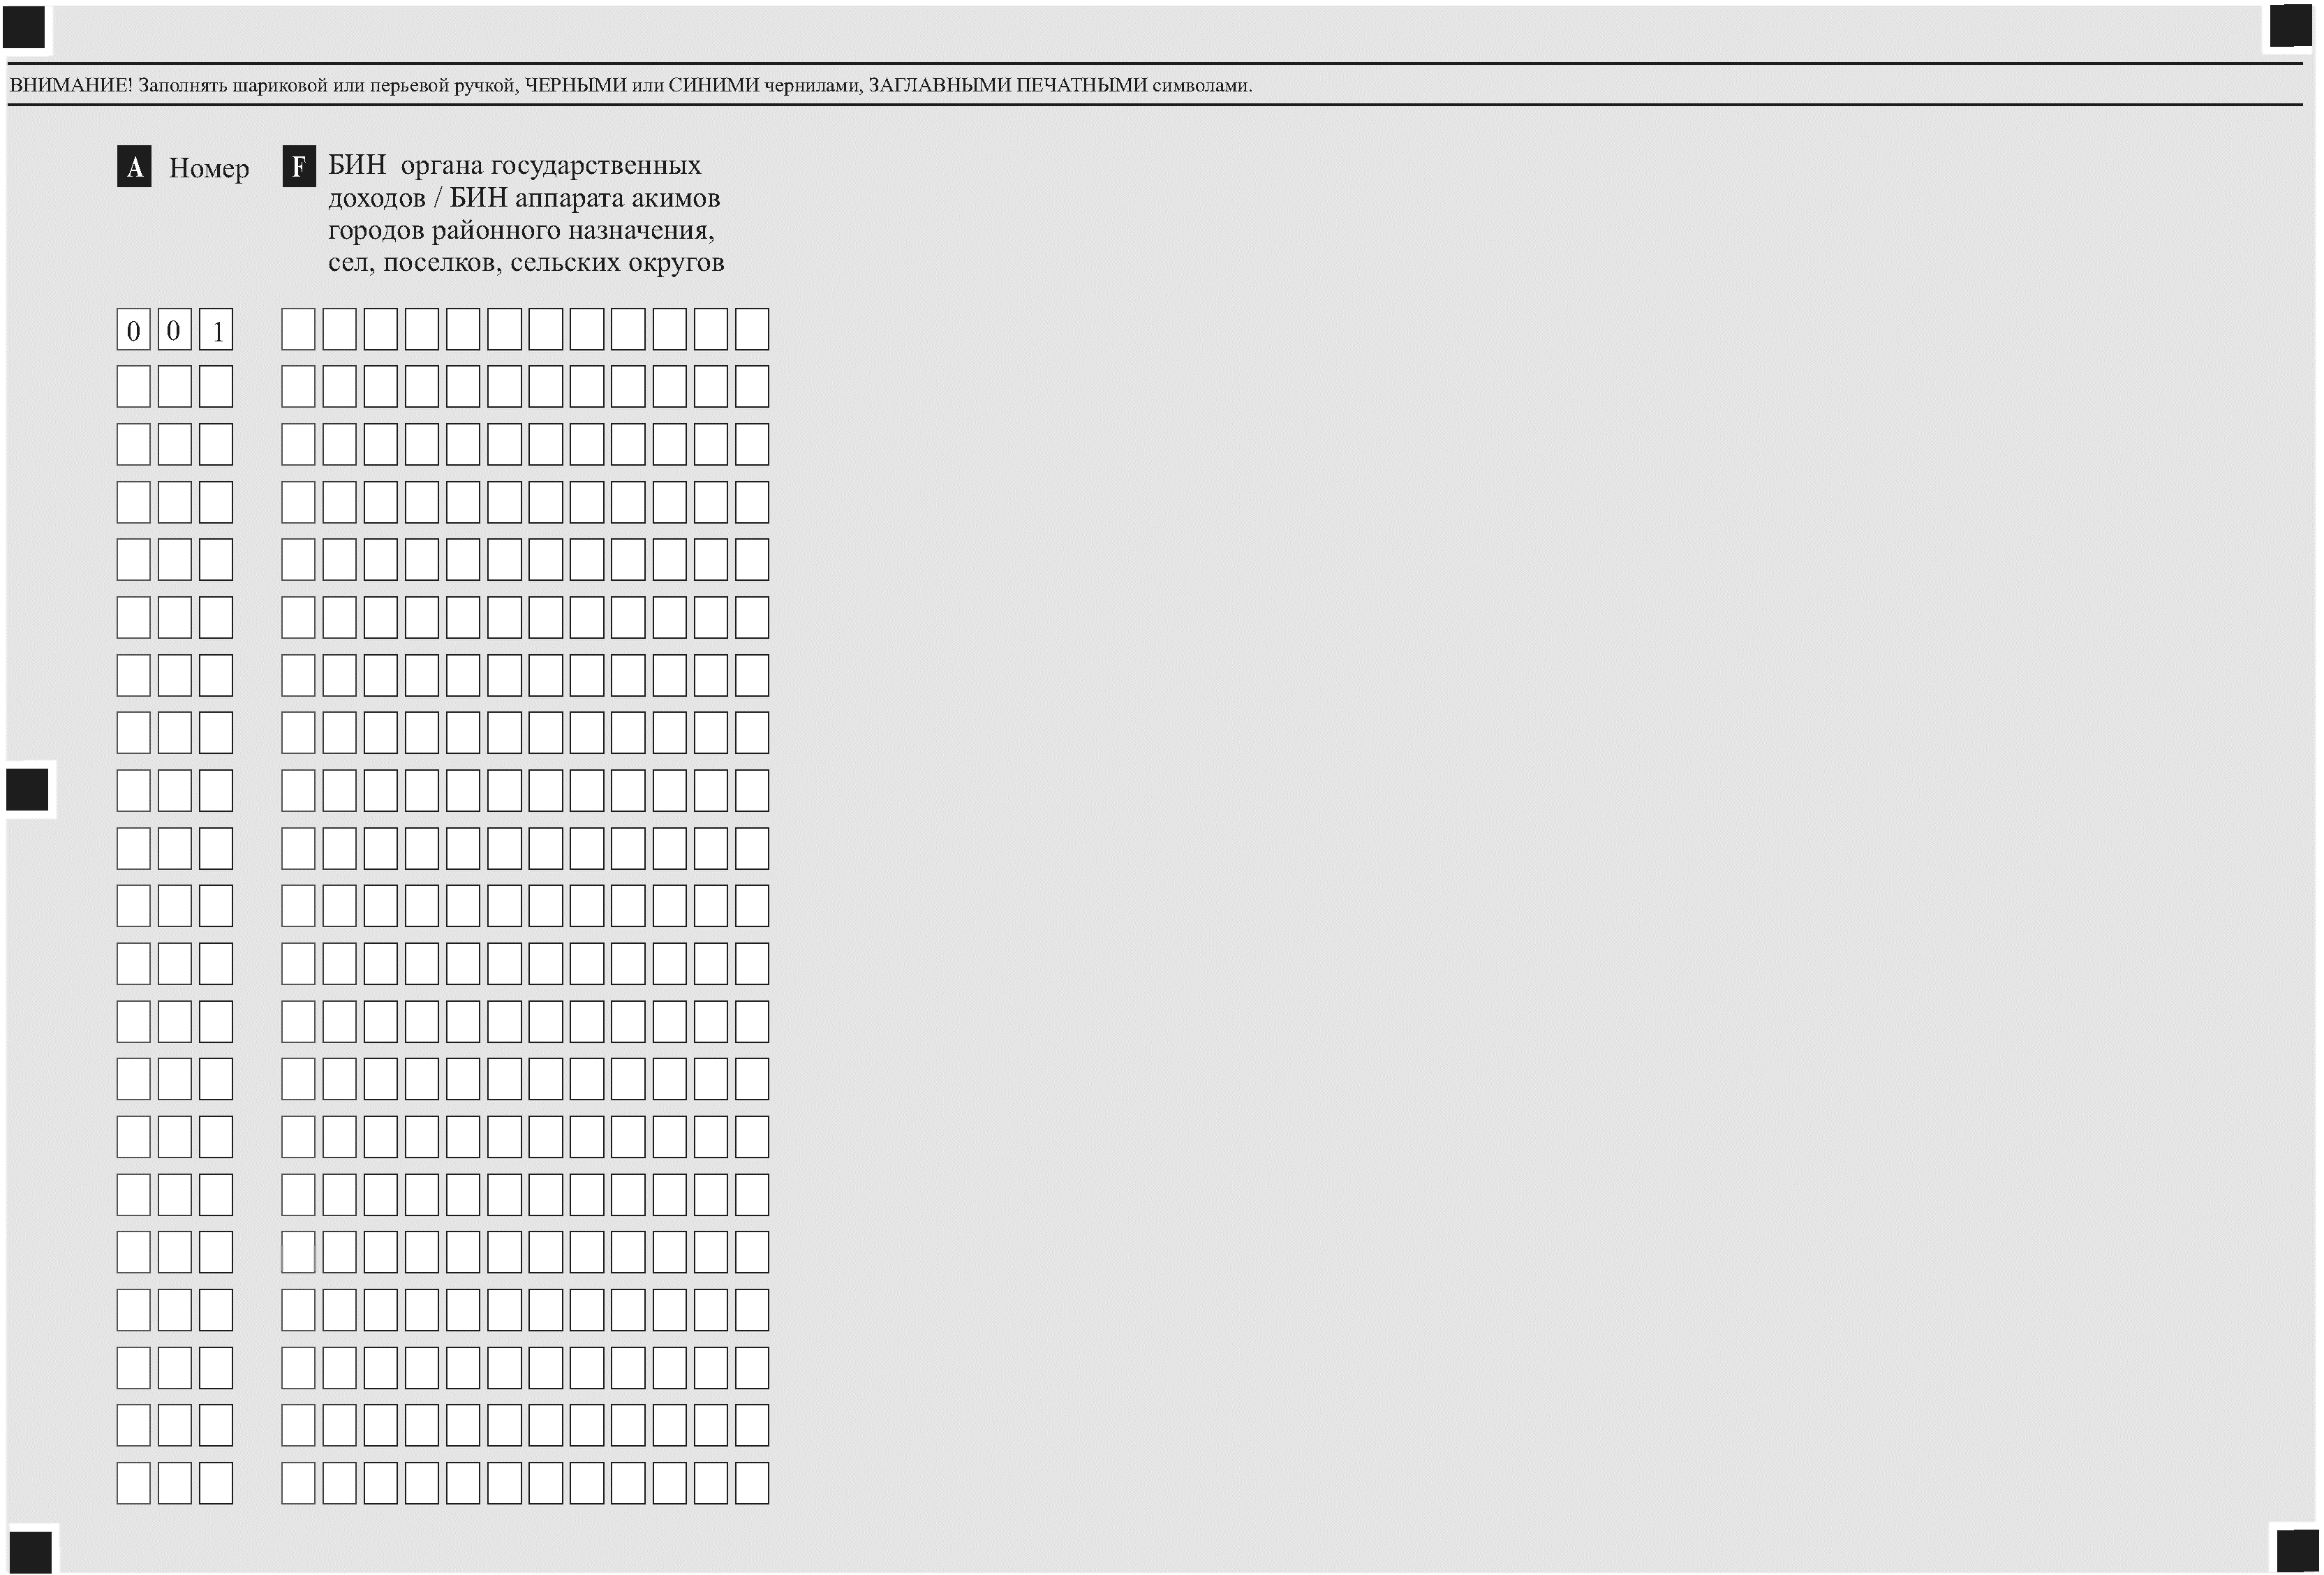 ВНИМАНИЕ! Заполнять шариковой или перьевой ручкой, ЧЕРНЫМИ или СИНИМИ чернилами, ЗАГЛАВНЫМИ ПЕЧАТНЫМИ символами.
A Номер
F БИН органа государственных
доходов / БИН аппарата акимов
городов районного назначения,
сел, поселков, сельских округов
0 0 1